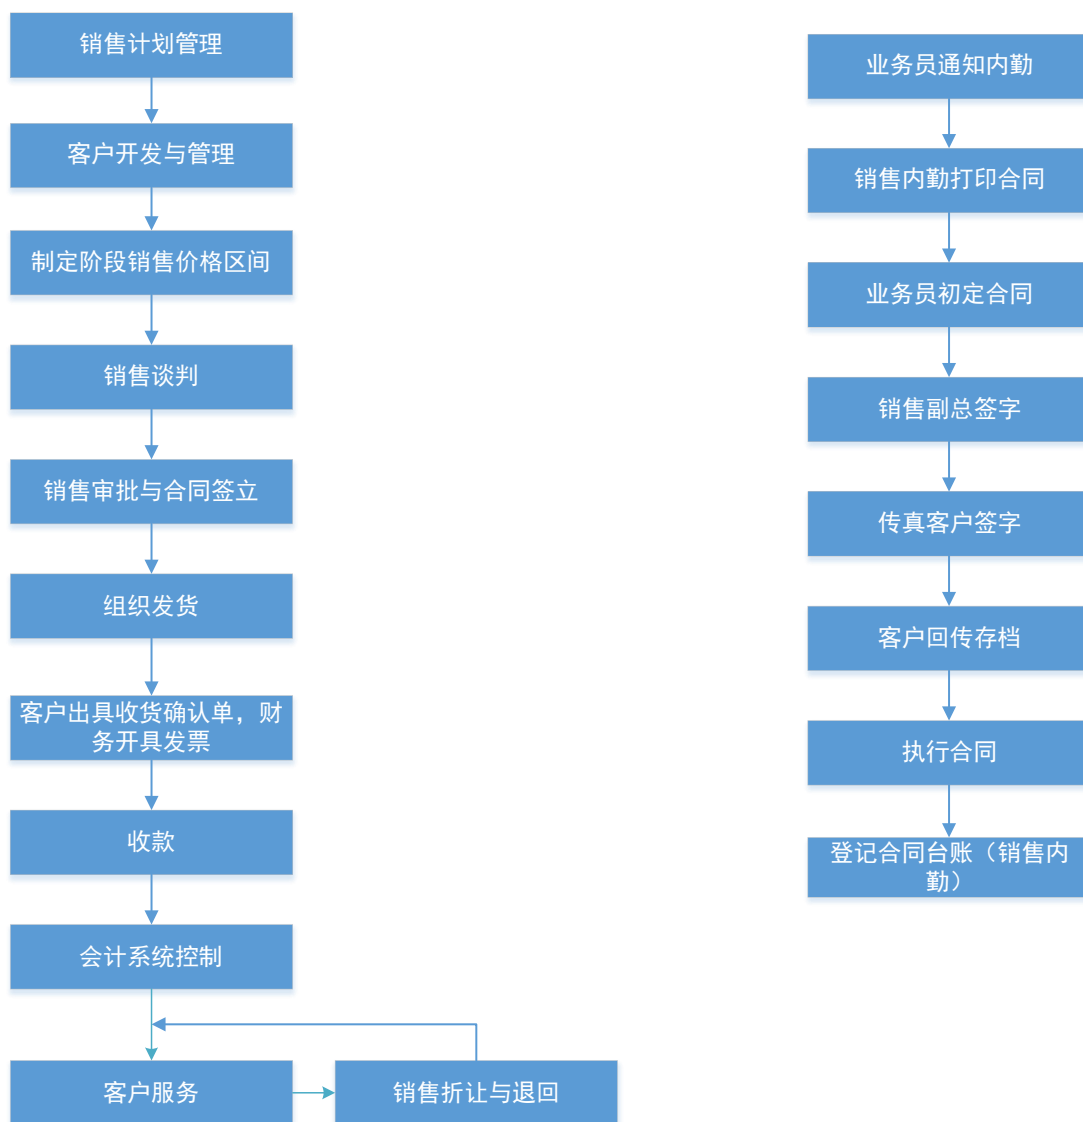 销售计划管理
客户开发与管理
制定阶段销售价格区间
销售谈判
销售审批与合同签立
组织发货
客户出具收货确认单，财
务开具发票
收款
会计系统控制
客户服务
销售折让与退回
业务员通知内勤
销售内勤打印合同
业务员初定合同
销售副总签字
传真客户签字
客户回传存档
执行合同
登记合同台账（销售内
勤）